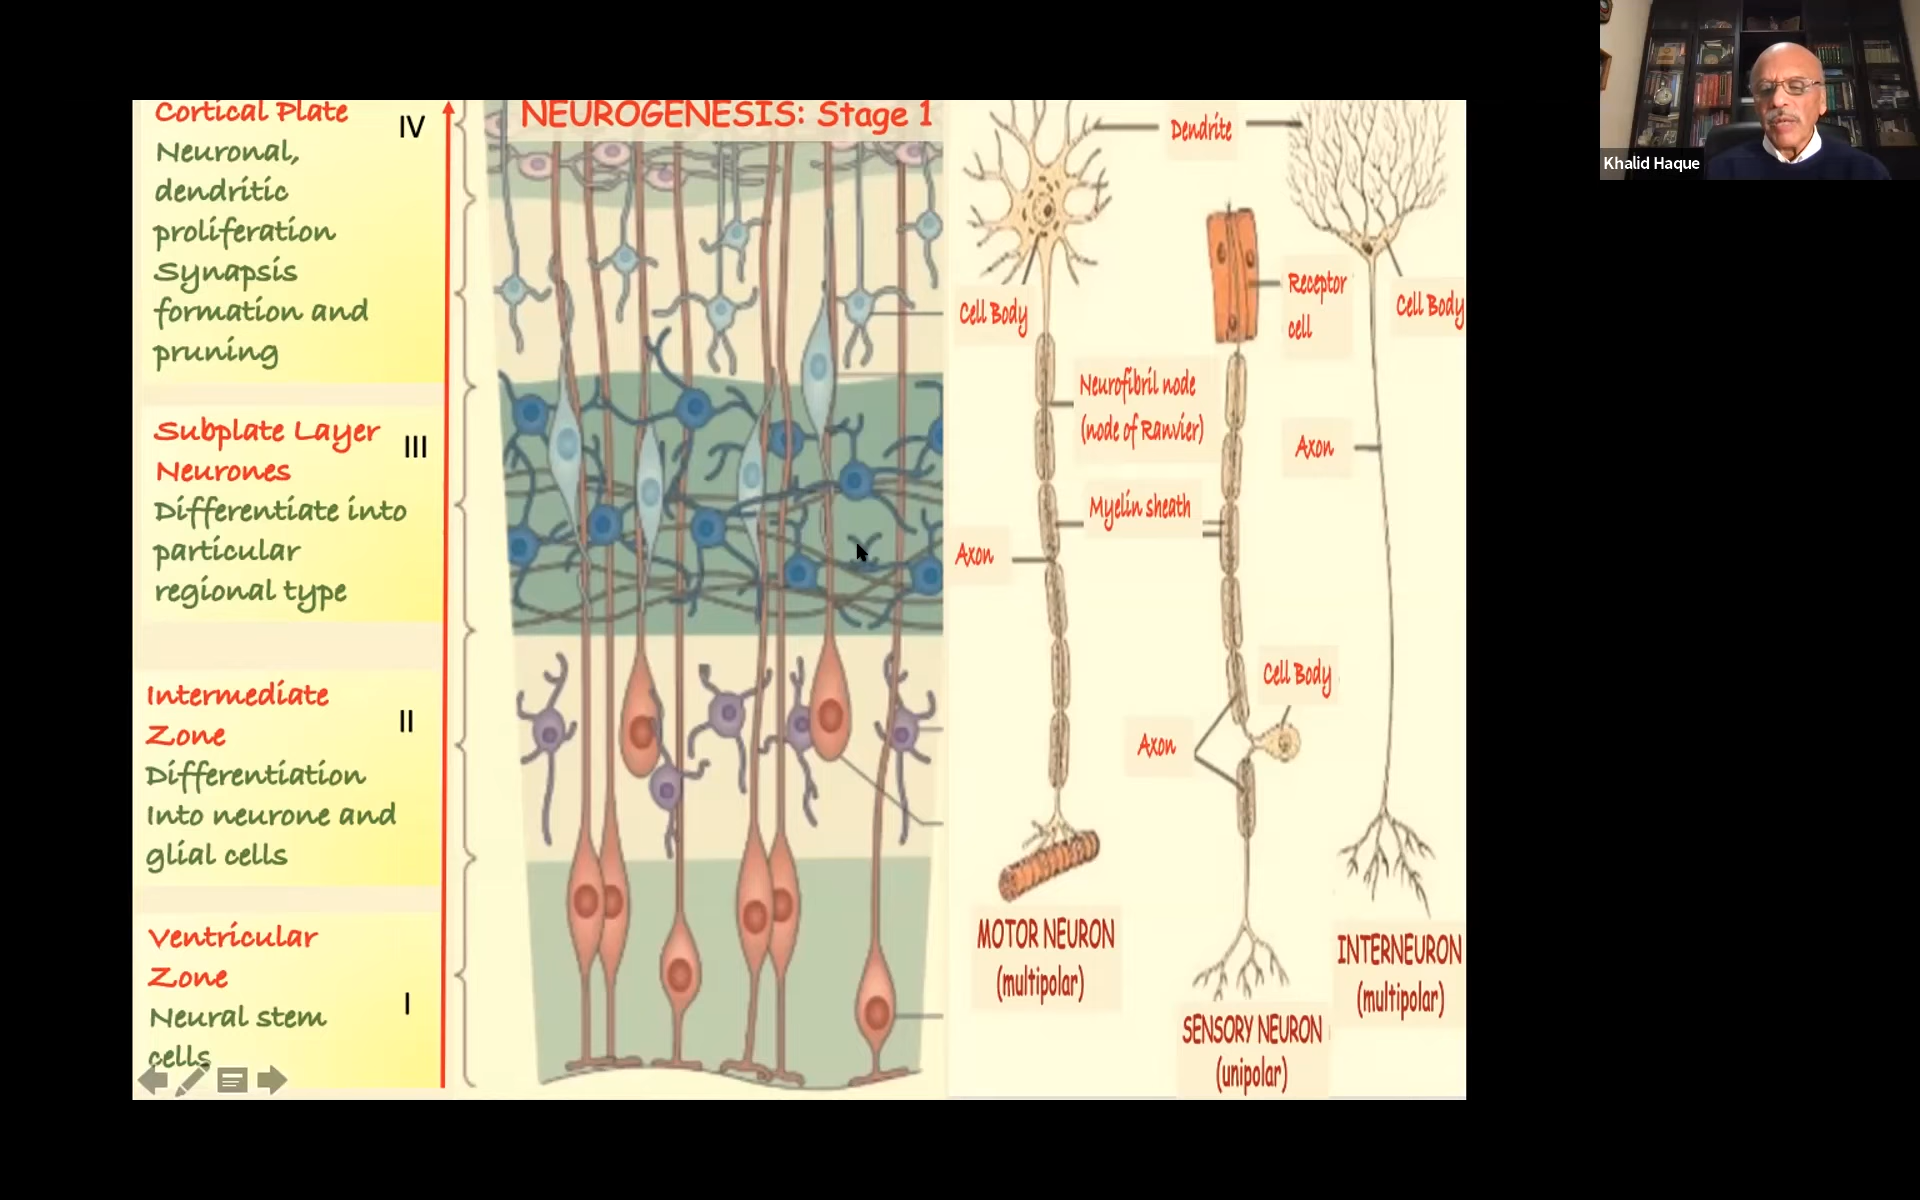 Cortical Plate
IV
Neuronal,
dendritic
proliferation
Synapsis
formation and
pruning
Subplate Layer
III
Neurones
Differentiate into
particular
regional type
Intermediate
Zone
II
Differentiation
Into neurone and
glial cells
Ventricular
Zone
I
Neural stem
cells
NEUROGENESIS: Stage 1
Dendrite
Cell Body
Receptor
cell
Cell Body
Neurofibril node
(node of Ranvier)
Axon
Myelin sheath
Axon
Cell Body
Axon
MOTOR NEURON
(multipolar)
SENSORY NEURON
(unipolar)
INTERNEURON
(multipolar)
Khalid Haque